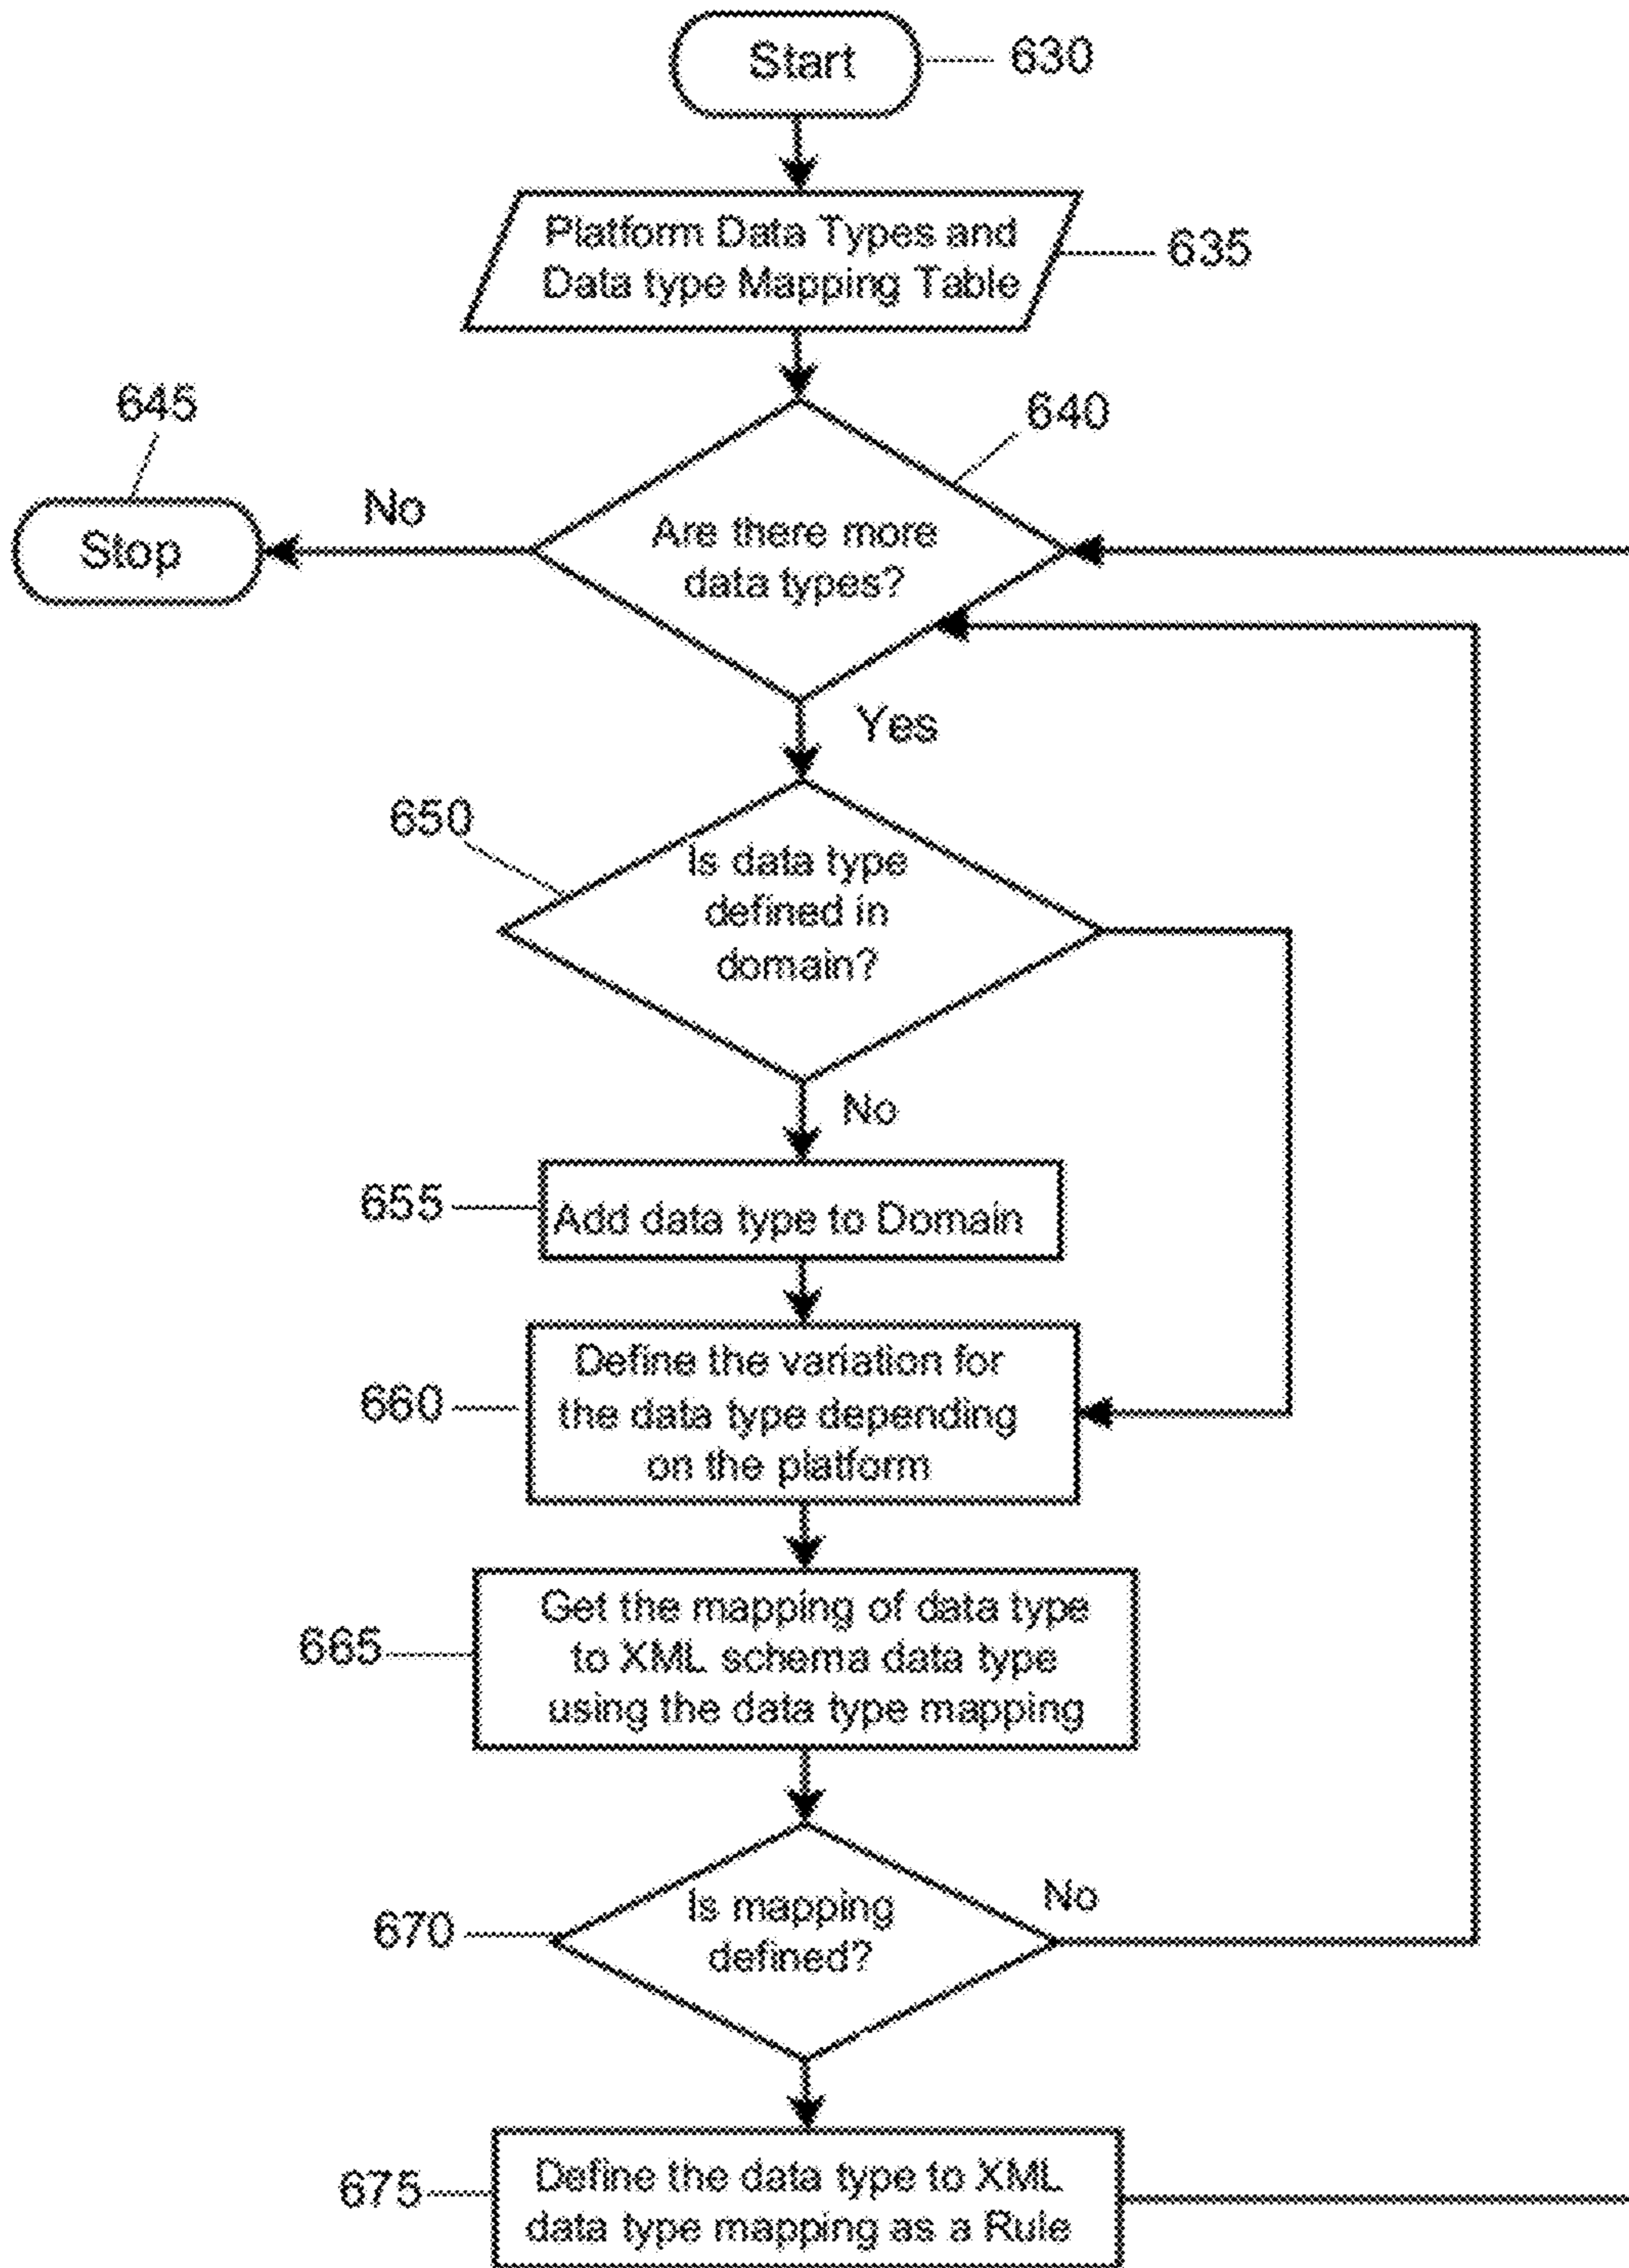 Start
630
Platform Data Types and
Data type Mapping Table
635
645
640
No
Stop
Are there more
data types?
Yes
650
Is data type
defined in
domain?
No
655
Add data type to Domain
Define the variation for
the data type depending
on the platform
660
Get the mapping of data type
to XML schema data type
using the data type mapping
665
Is mapping
defined?
No
670
Define the data type to XML
data type mapping as a Rule
675